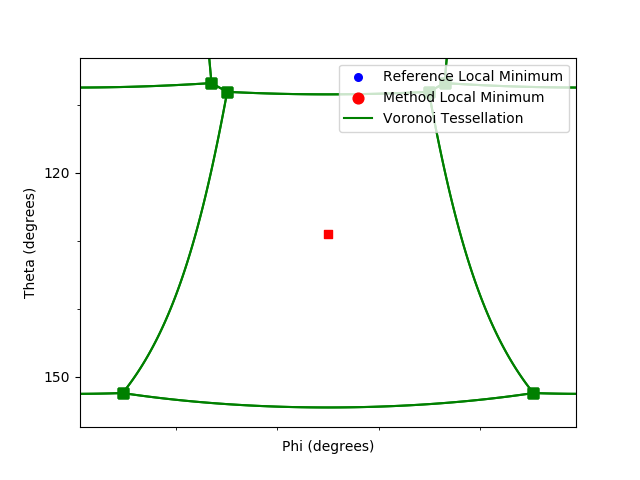 Reference Local Minimum
Method Local Minimum
Voronoi Tessellation
120
150
Theta (degrees)
Phi (degrees)